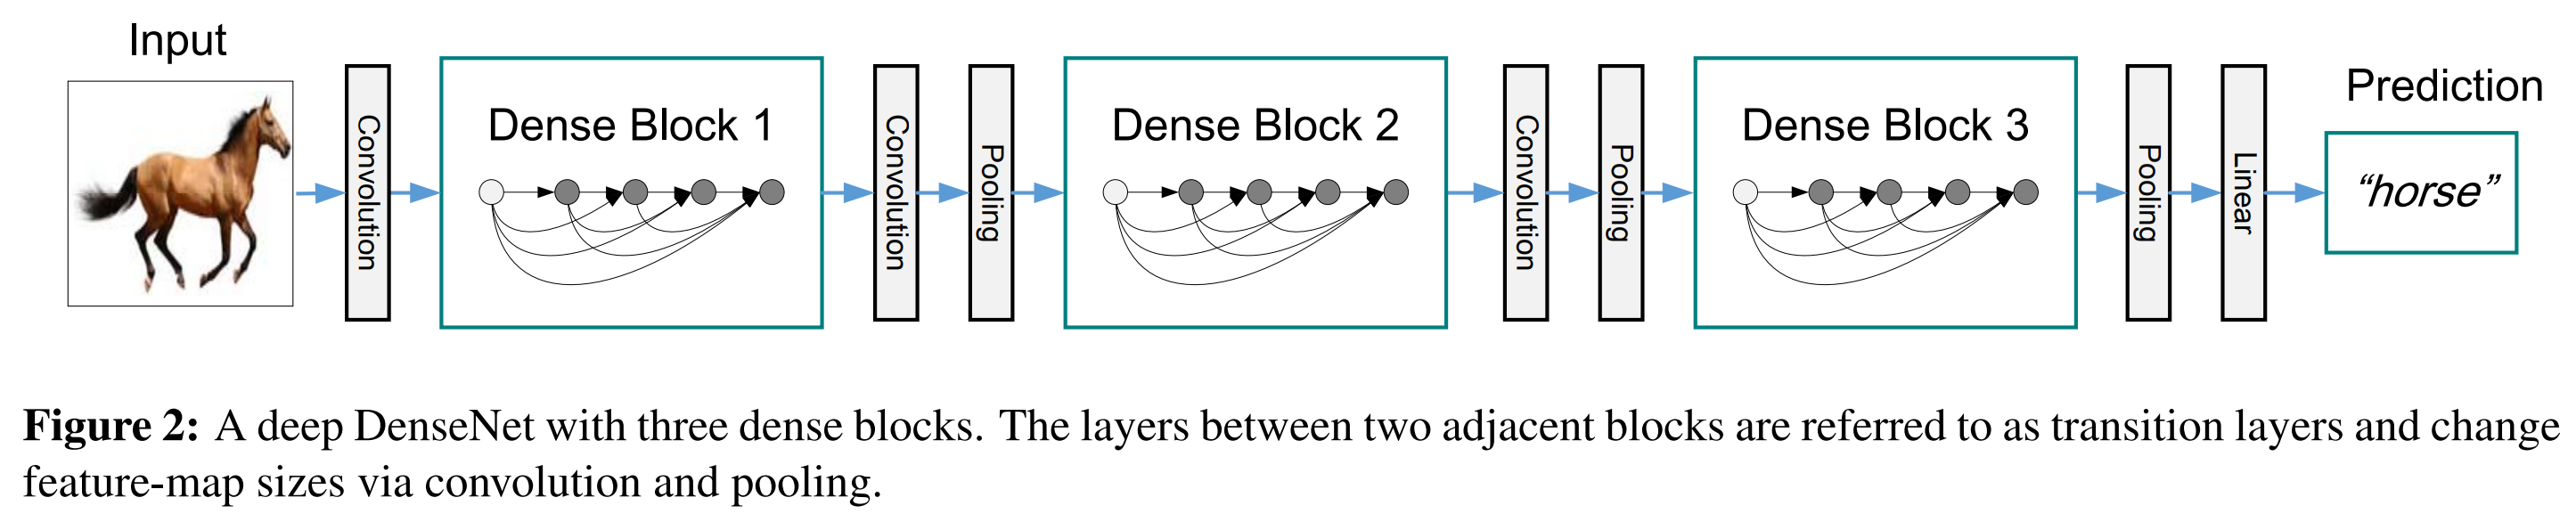 Input
Convolution
Dense Block 1
Convolution
Pooling
Dense Block 2
Convolution
Pooling
Dense Block 3
Pooling
Linear
Prediction
“horse”
Figure 2: A deep DenseNet with three dense blocks. The layers between two adjacent blocks are referred to as transition layers and change
feature-map sizes via convolution and pooling.